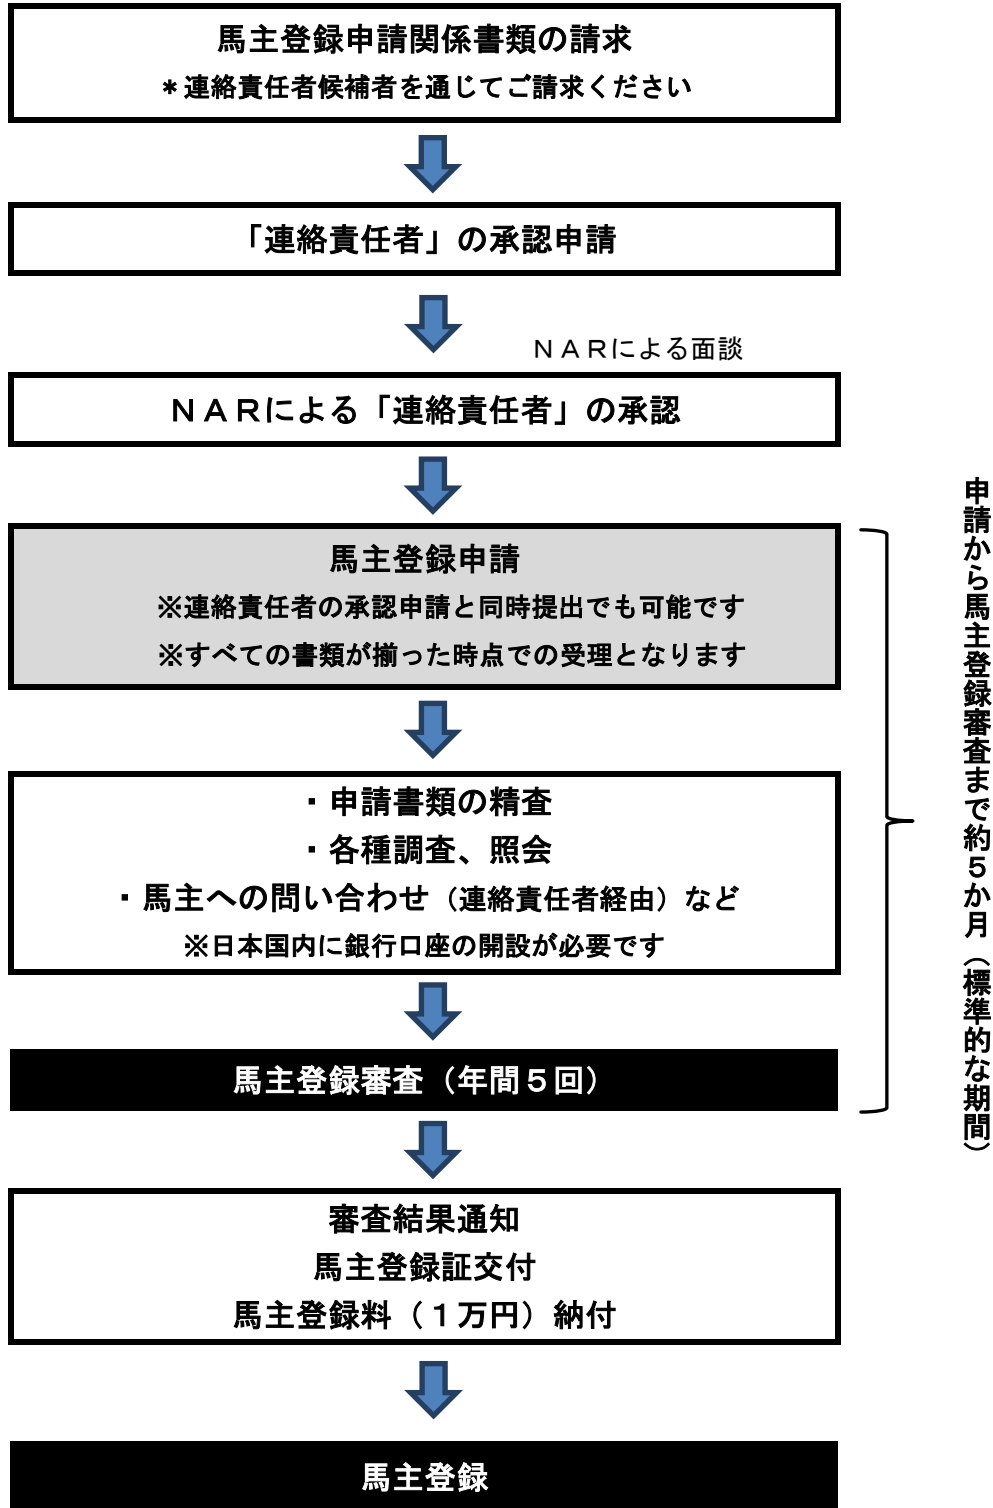 馬主登録申請関係書類の請求
＊連絡責任者候補者を通じてご請求ください
「連絡責任者」の承認申請
ＮＡＲによる面談
ＮＡＲによる「連絡責任者」の承認
馬主登録申請
※連絡責任者の承認申請と同時提出でも可能です
※すべての書類が揃った時点での受理となります
・申請書類の精査
・各種調査、照会
・馬主への問い合わせ（連絡責任者経由）など
※日本国内に銀行口座の開設が必要です
馬主登録審査（年間５回）
申請から馬主登録審査まで約５か月（標準的な期間）
審査結果通知
馬主登録証交付
馬主登録料（１万円）納付
馬主登録